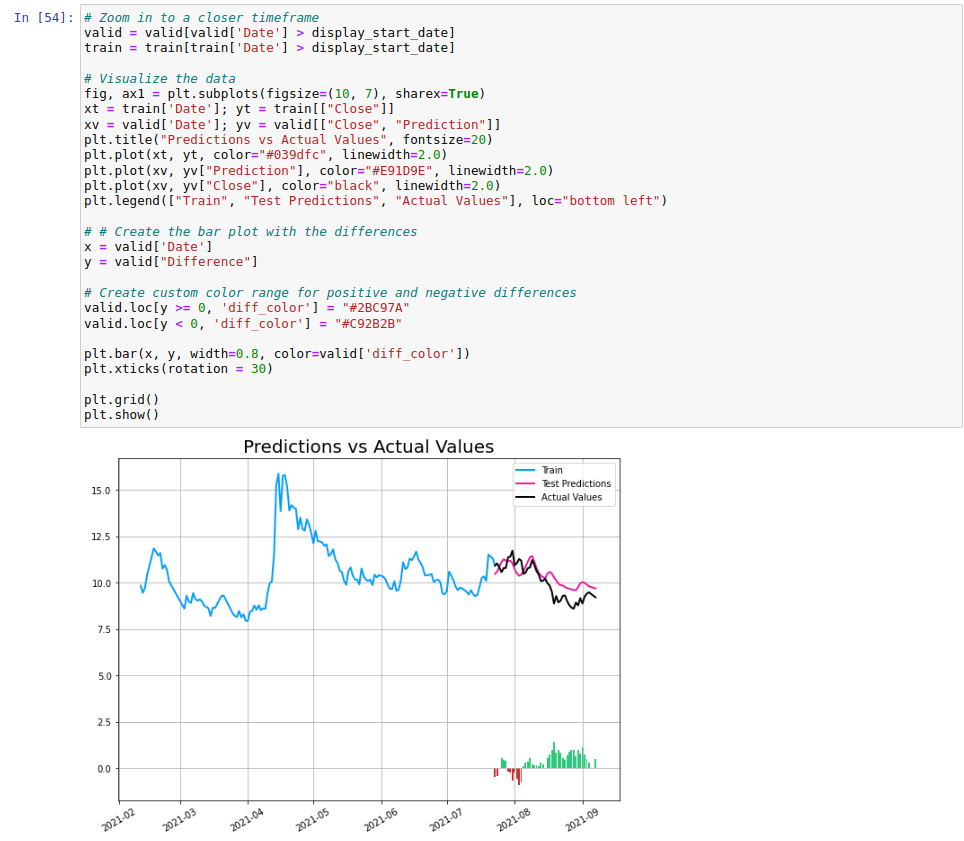 In [54]:
# Zoom in to a closer timeframe
valid = valid[valid['Date'] > display_start_date]
train = train[train['Date'] > display_start_date]
# Visualize the data
fig, ax1 = plt.subplots(figsize=(10, 7), sharex=True)
xt = train['Date']; yt = train[["Close"]]
xv = valid['Date']; yv = valid[["Close", "Prediction"]]
plt.title("Predictions vs Actual Values", fontsize=20)
plt.plot(xt, yt, color="#039dfc", linewidth=2.0)
plt.plot(xv, yv["Prediction"], color="#E91D9E", linewidth=2.0)
plt.plot(xv, yv["Close"], color="black", linewidth=2.0)
plt.legend(["Train", "Test Predictions", "Actual Values"], loc="bottom left")
# # Create the bar plot with the differences
x = valid['Date']
y = valid["Difference"]
# Create custom color range for positive and negative differences
valid.loc[y >= 0, 'diff_color'] = "#2BC97A"
valid.loc[y < 0, 'diff_color'] = "#C92B2B"
plt.bar(x, y, width=0.8, color=valid['diff_color'])
plt.xticks(rotation = 30)
plt.grid()
plt.show()
Predictions vs Actual Values
Train
Test Predictions
Actual Values
15.0
12.5
10.0
7.5
5.0
2.5
0.0
2021-02
2021-03
2021-04
2021-05
2021-06
2021-07
2021-08
2021-09